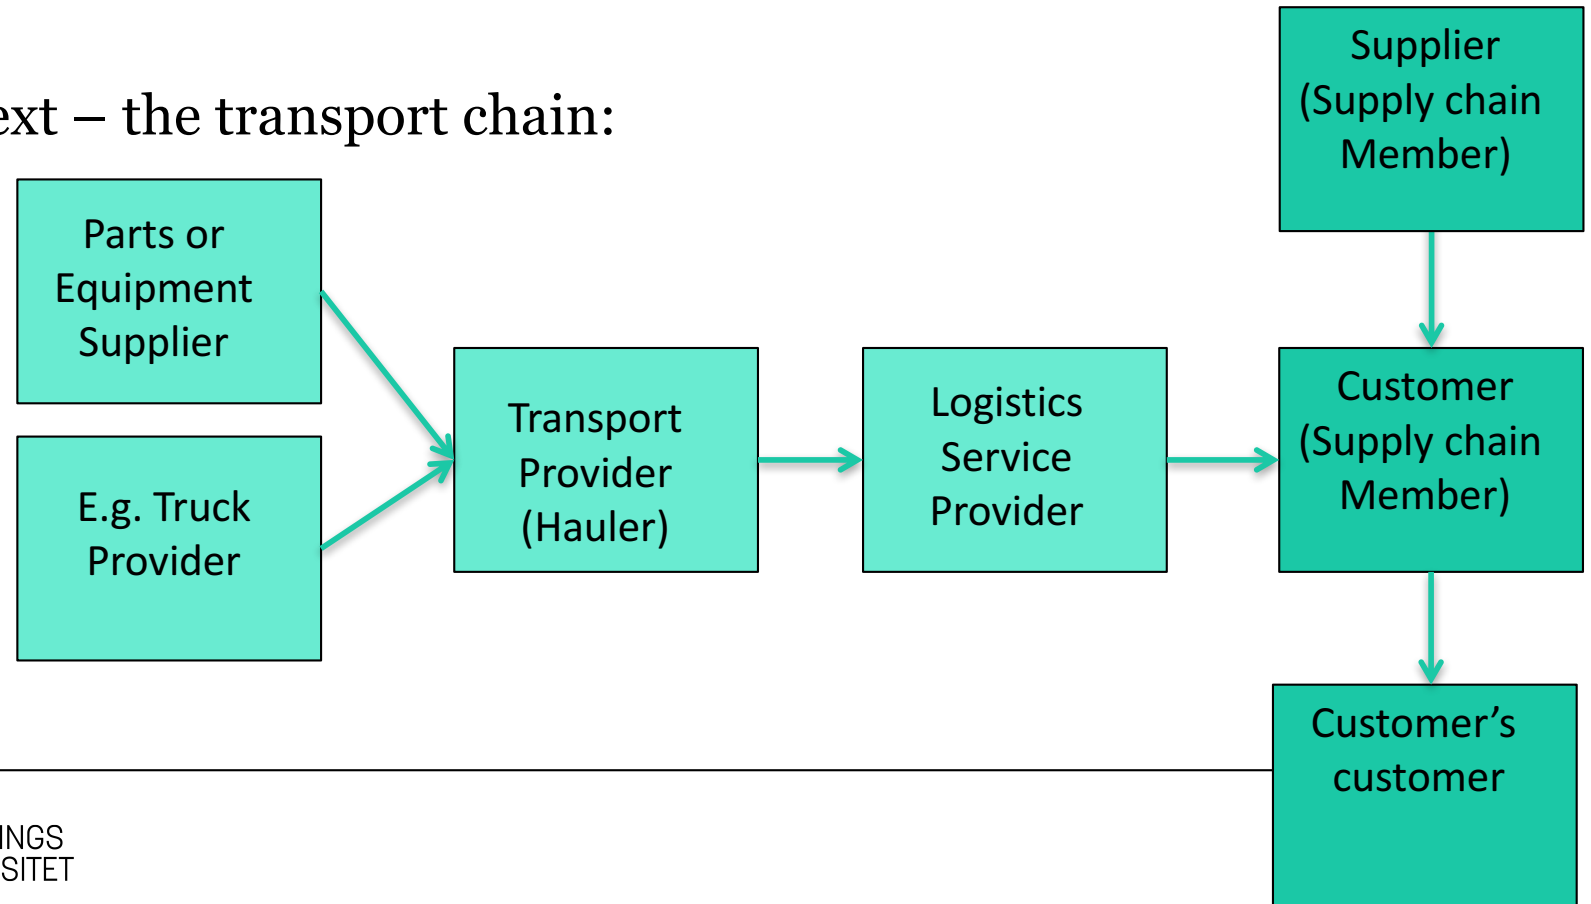 ext – the transport chain:
Supplier
(Supply chain
Member)
Parts or
Equipment
Supplier
E.g. Truck
Provider
Transport
Provider
(Hauler)
Logistics
Service
Provider
Customer
(Supply chain
Member)
Customer’s
customer
INGS
SITET